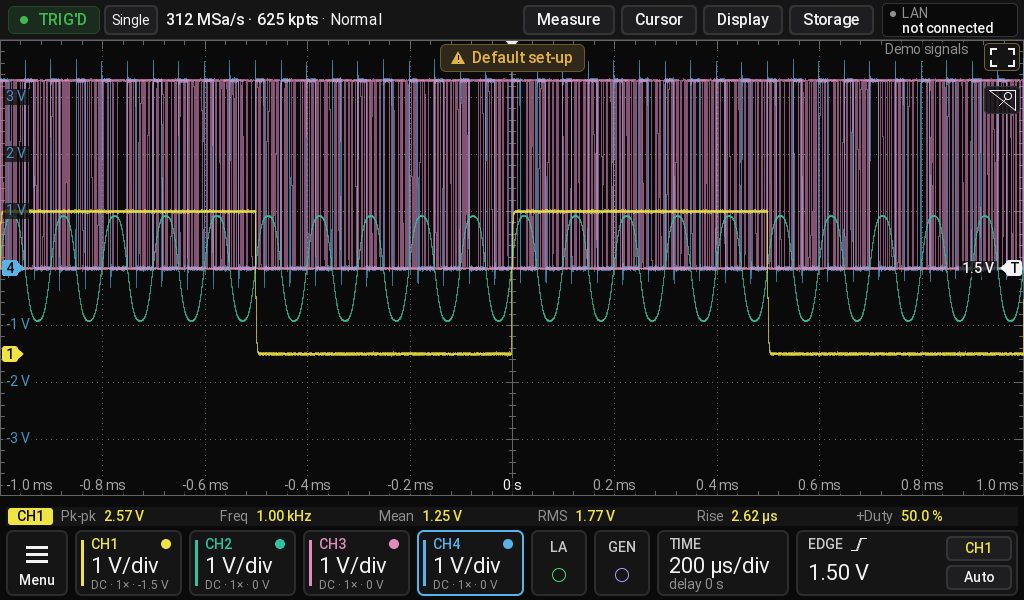 TRIG'D Single 312 MSa/s · 625 kpts · Normal Measure Cursor Display Storage LAN
not connected
Demo signals
Default set-up
3 V
2 V
1 V
4
1.5 V T
-1 V
1
-2 V
-3 V
-1.0 ms -0.8 ms -0.6 ms -0.4 ms -0.2 ms 0 s 0.2 ms 0.4 ms 0.6 ms 0.8 ms 1.0 ms
CH1 Pk-pk 2.57 V Freq 1.00 kHz Mean 1.25 V RMS 1.77 V Rise 2.62 µs +Duty 50.0 %
Menu
CH1
1 V/div
DC · 1× · -1.5 V
CH2
1 V/div
DC · 1× · 0 V
CH3
1 V/div
DC · 1× · 0 V
CH4
1 V/div
DC · 1× · 0 V
LA
GEN
TIME
200 µs/div
delay 0 s
EDGE
1.50 V
CH1
Auto